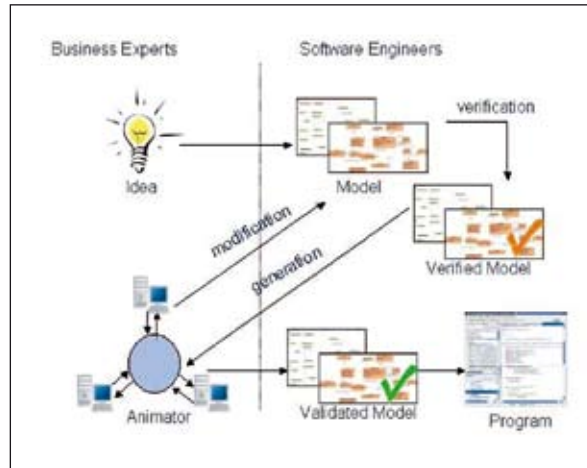 Business Experts
Software Engineers
verification
Idea
Model
modification
generation
Verified Model
Animator
Validated Model
Program